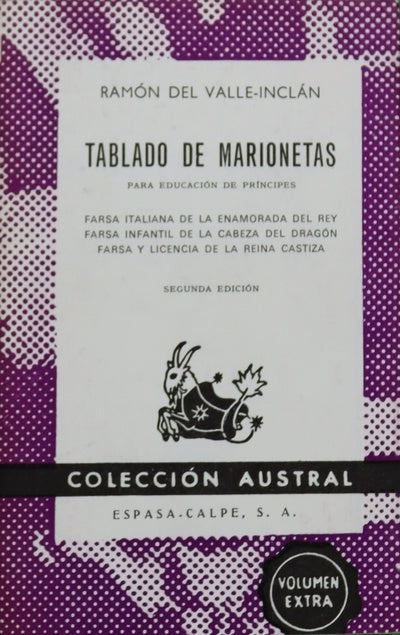 RAMÓN DEL VALLE-INCLÁN
TABLADO DE MARIONETAS
PARA EDUCACIÓN DE PRÍNCIPES
FARSA ITALIANA DE LA ENAMORADA DEL REY
FARSA INFANTIL DE LA CABEZA DEL DRAGÓN
FARSA Y LICENCIA DE LA REINA CASTIZA
SEGUNDA EDICIÓN
COLECCIÓN AUSTRAL
ESPASA-CALPE, S. A.
VOLUMEN
EXTRA